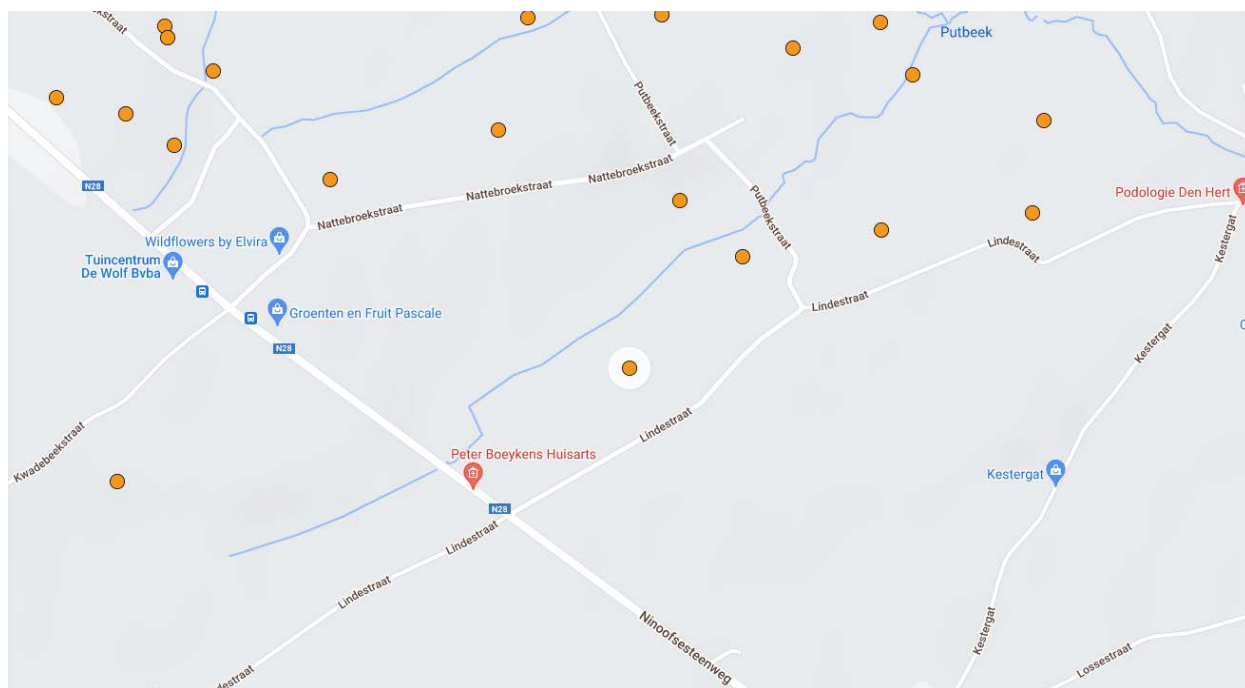 ekstraat
Putbeek
Putbeekstraat
N28
Nattebroekstraat
Nattebroekstraat
Nattebroekstraat
Putbeekstraat
Podologie Den Hert
Wildflowers by Elvira
Tuincentrum
De Wolf Bvba
Lindestraat
Kestergat
Lindestraat
Groenten en Fruit Pascale
N28
Kestergat
Lindestraat
Kwadebeekstraat
Peter Boeykens Huisarts
Kestergat
N28
Lindestraat
Lindestraat
Kestergat
Ninoofsesteenweg
Lossestraat
destraat